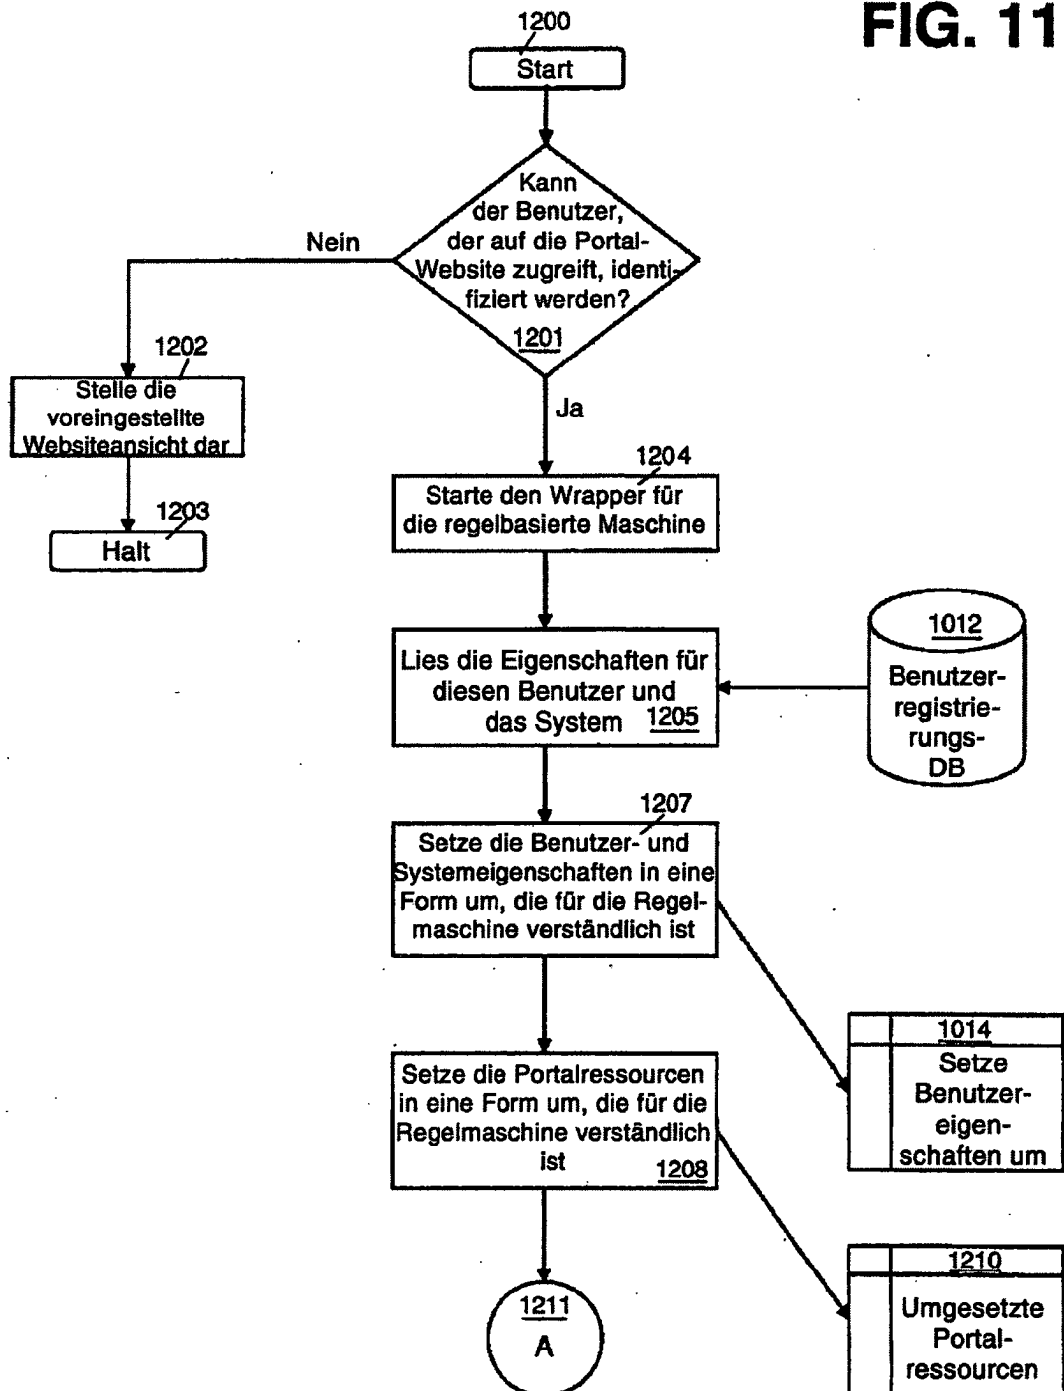 FIG. 11
1200
Start
Kann
der Benutzer,
der auf die Portal-
Website zugreift, identi-
fiziert werden?
1201
Nein
Ja
1202
Stelle die
voreingestellte
Websiteansicht dar
1203
Halt
1204
Starte den Wrapper für
die regelbasierte Maschine
Lies die Eigenschaften für
diesen Benutzer und
das System 1205
1012
Benutzer-
registrie-
rungs-
DB
1207
Setze die Benutzer- und
Systemeigenschaften in eine
Form um, die für die Regel-
maschine verständlich ist
1014
Setze
Benutzer-
eigen-
schaften um
Setze die Portalressourcen
in eine Form um, die für die
Regelmaschine verständlich
ist 1208
1210
Umgesetzte
Portal-
ressourcen
1211
A